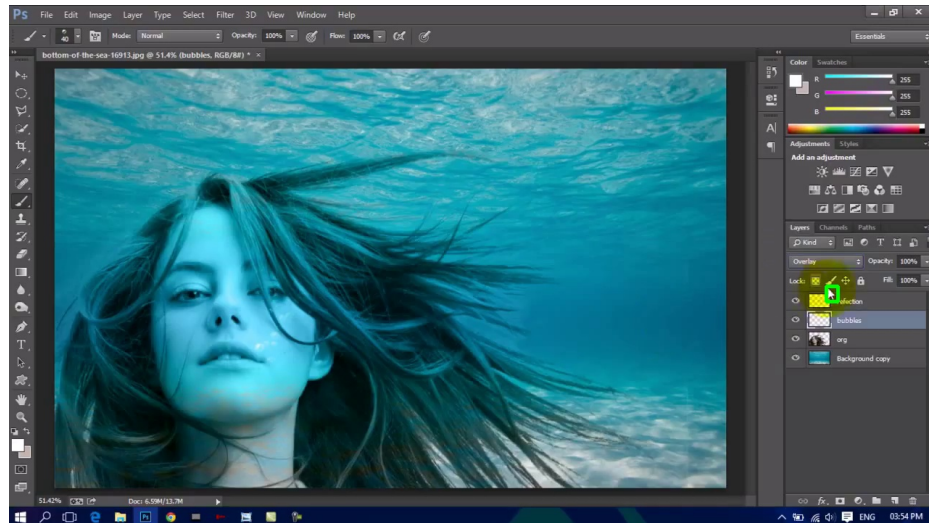 Ps File Edit Image Layer Type Select Filter 3D View Window Help
40 Mode: Normal Opacity: 100% Flow: 100% Essentials
bottom-of-the-sea-16913.jpg @ 51.4% (bubbles, RGB/8#) * ×
Color Swatches
R 255
G 255
B 255
Adjustments Styles
Add an adjustment
Layers Channels Paths
Kind
Overlay Opacity: 100%
Lock: Fill: 100%
bubbles
org
Background copy
51.42% Doc: 6.59M/13.7M
ENG 03:54 PM